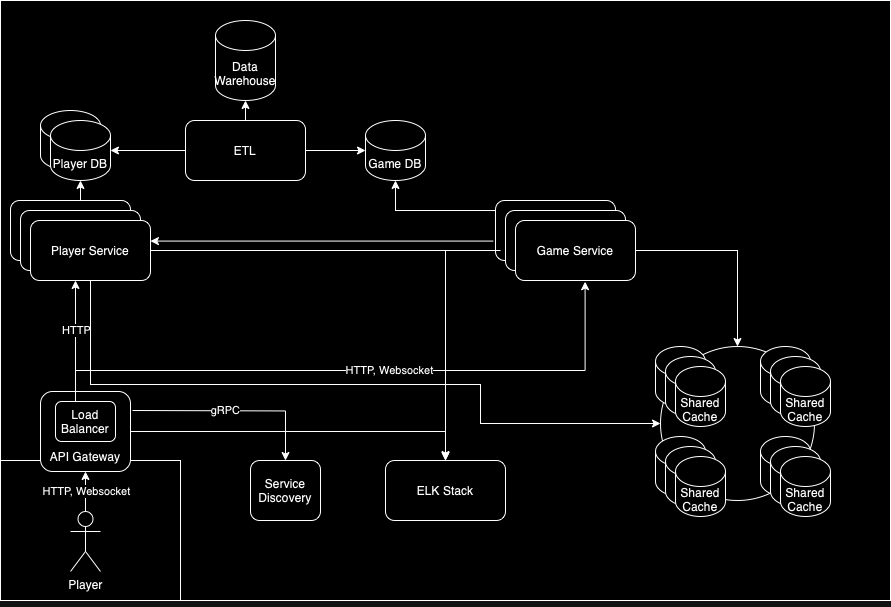 Data
Warehouse
Player DB
ETL
Game DB
Player Service
Game Service
HTTP
HTTP, Websocket
Shared
Cache
Shared
Cache
Load
Balancer
gRPC
API Gateway
HTTP, Websocket
Service
Discovery
ELK Stack
Shared
Cache
Shared
Cache
Player